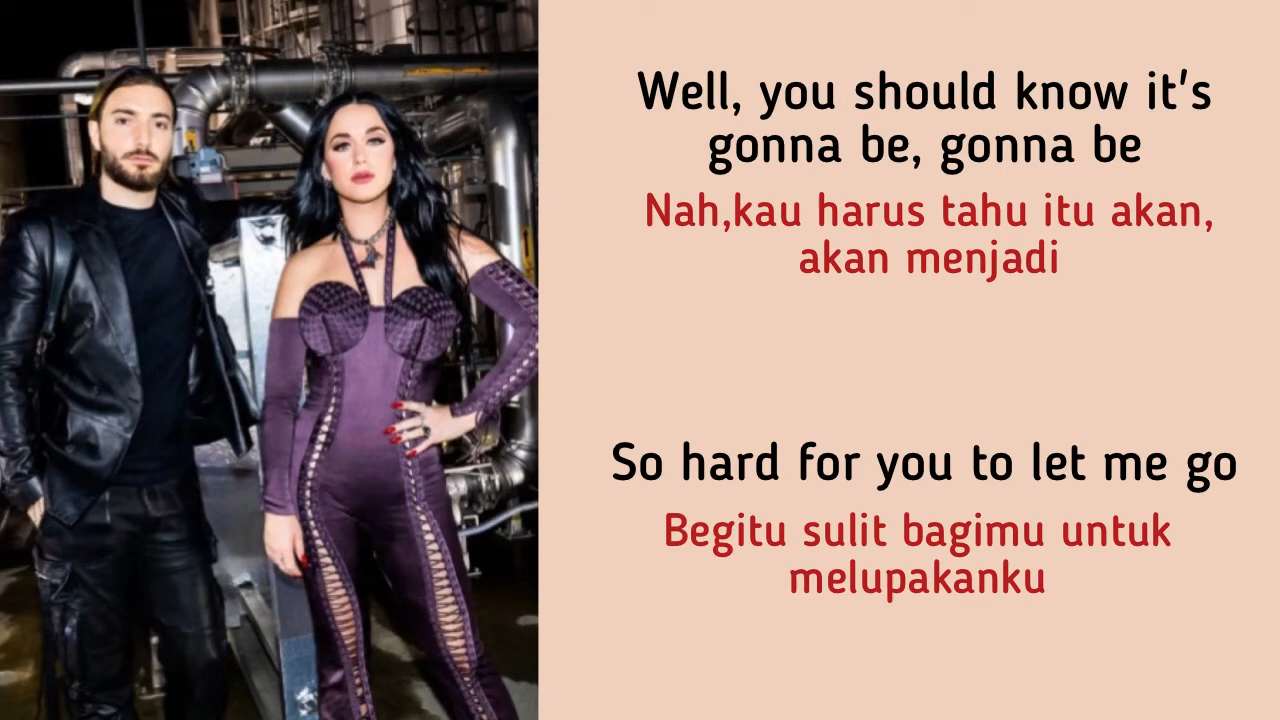 Well, you should know it's
gonna be, gonna be
Nah,kau harus tahu itu akan,
akan menjadi
So hard for you to let me go
Begitu sulit bagimu untuk
melupakanku